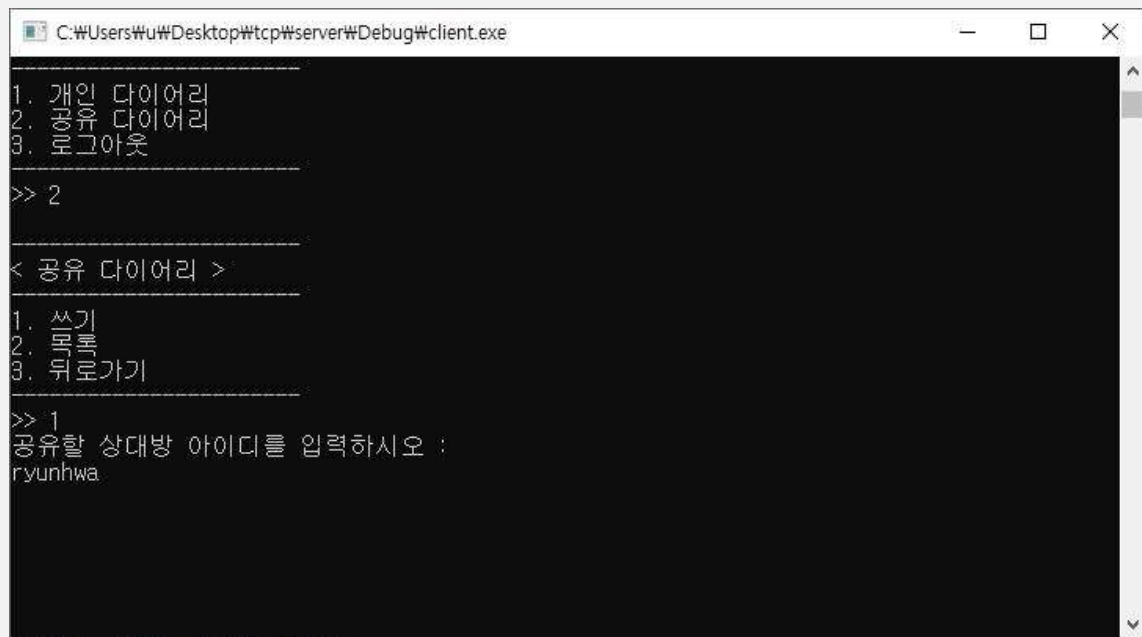 C:₩Users₩u₩Desktop₩tcp₩server₩Debug₩client.exe
------------------------
1. 개인 다이어리
2. 공유 다이어리
3. 로그아웃
------------------------
>> 2
------------------------
< 공유 다이어리 >
------------------------
1. 쓰기
2. 목록
3. 뒤로가기
------------------------
>> 1
공유할 상대방 아이디를 입력하시오 :
ryunhwa